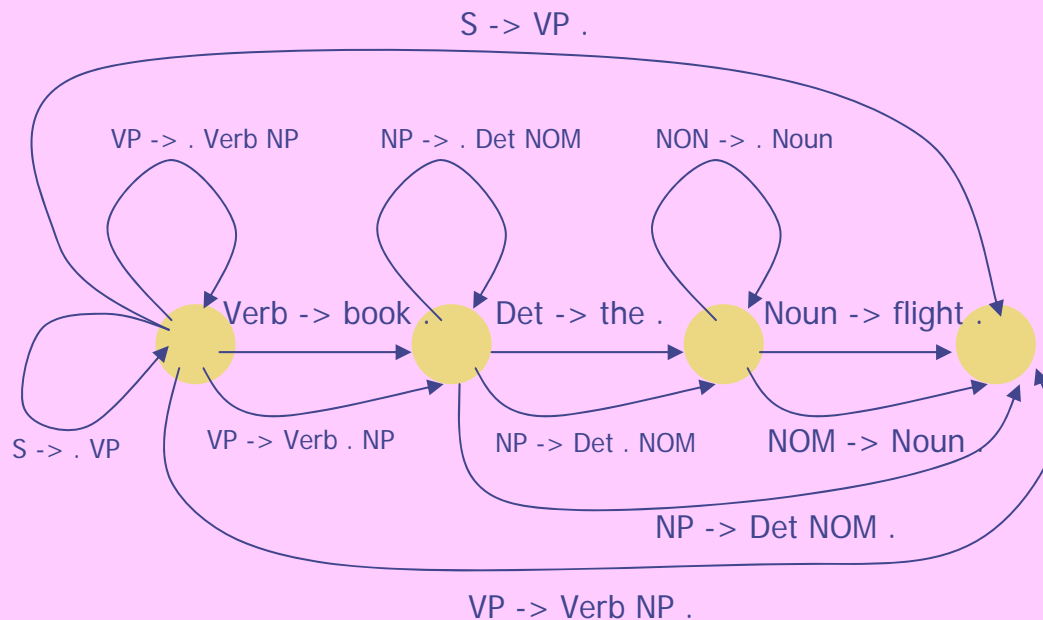 S -> VP .
VP -> . Verb NP
NP -> . Det NOM
NON -> . Noun
Verb -> book .
Det -> the .
Noun -> flight .
S -> . VP
VP -> Verb . NP
NP -> Det . NOM
NOM -> Noun .
NP -> Det NOM .
VP -> Verb NP .